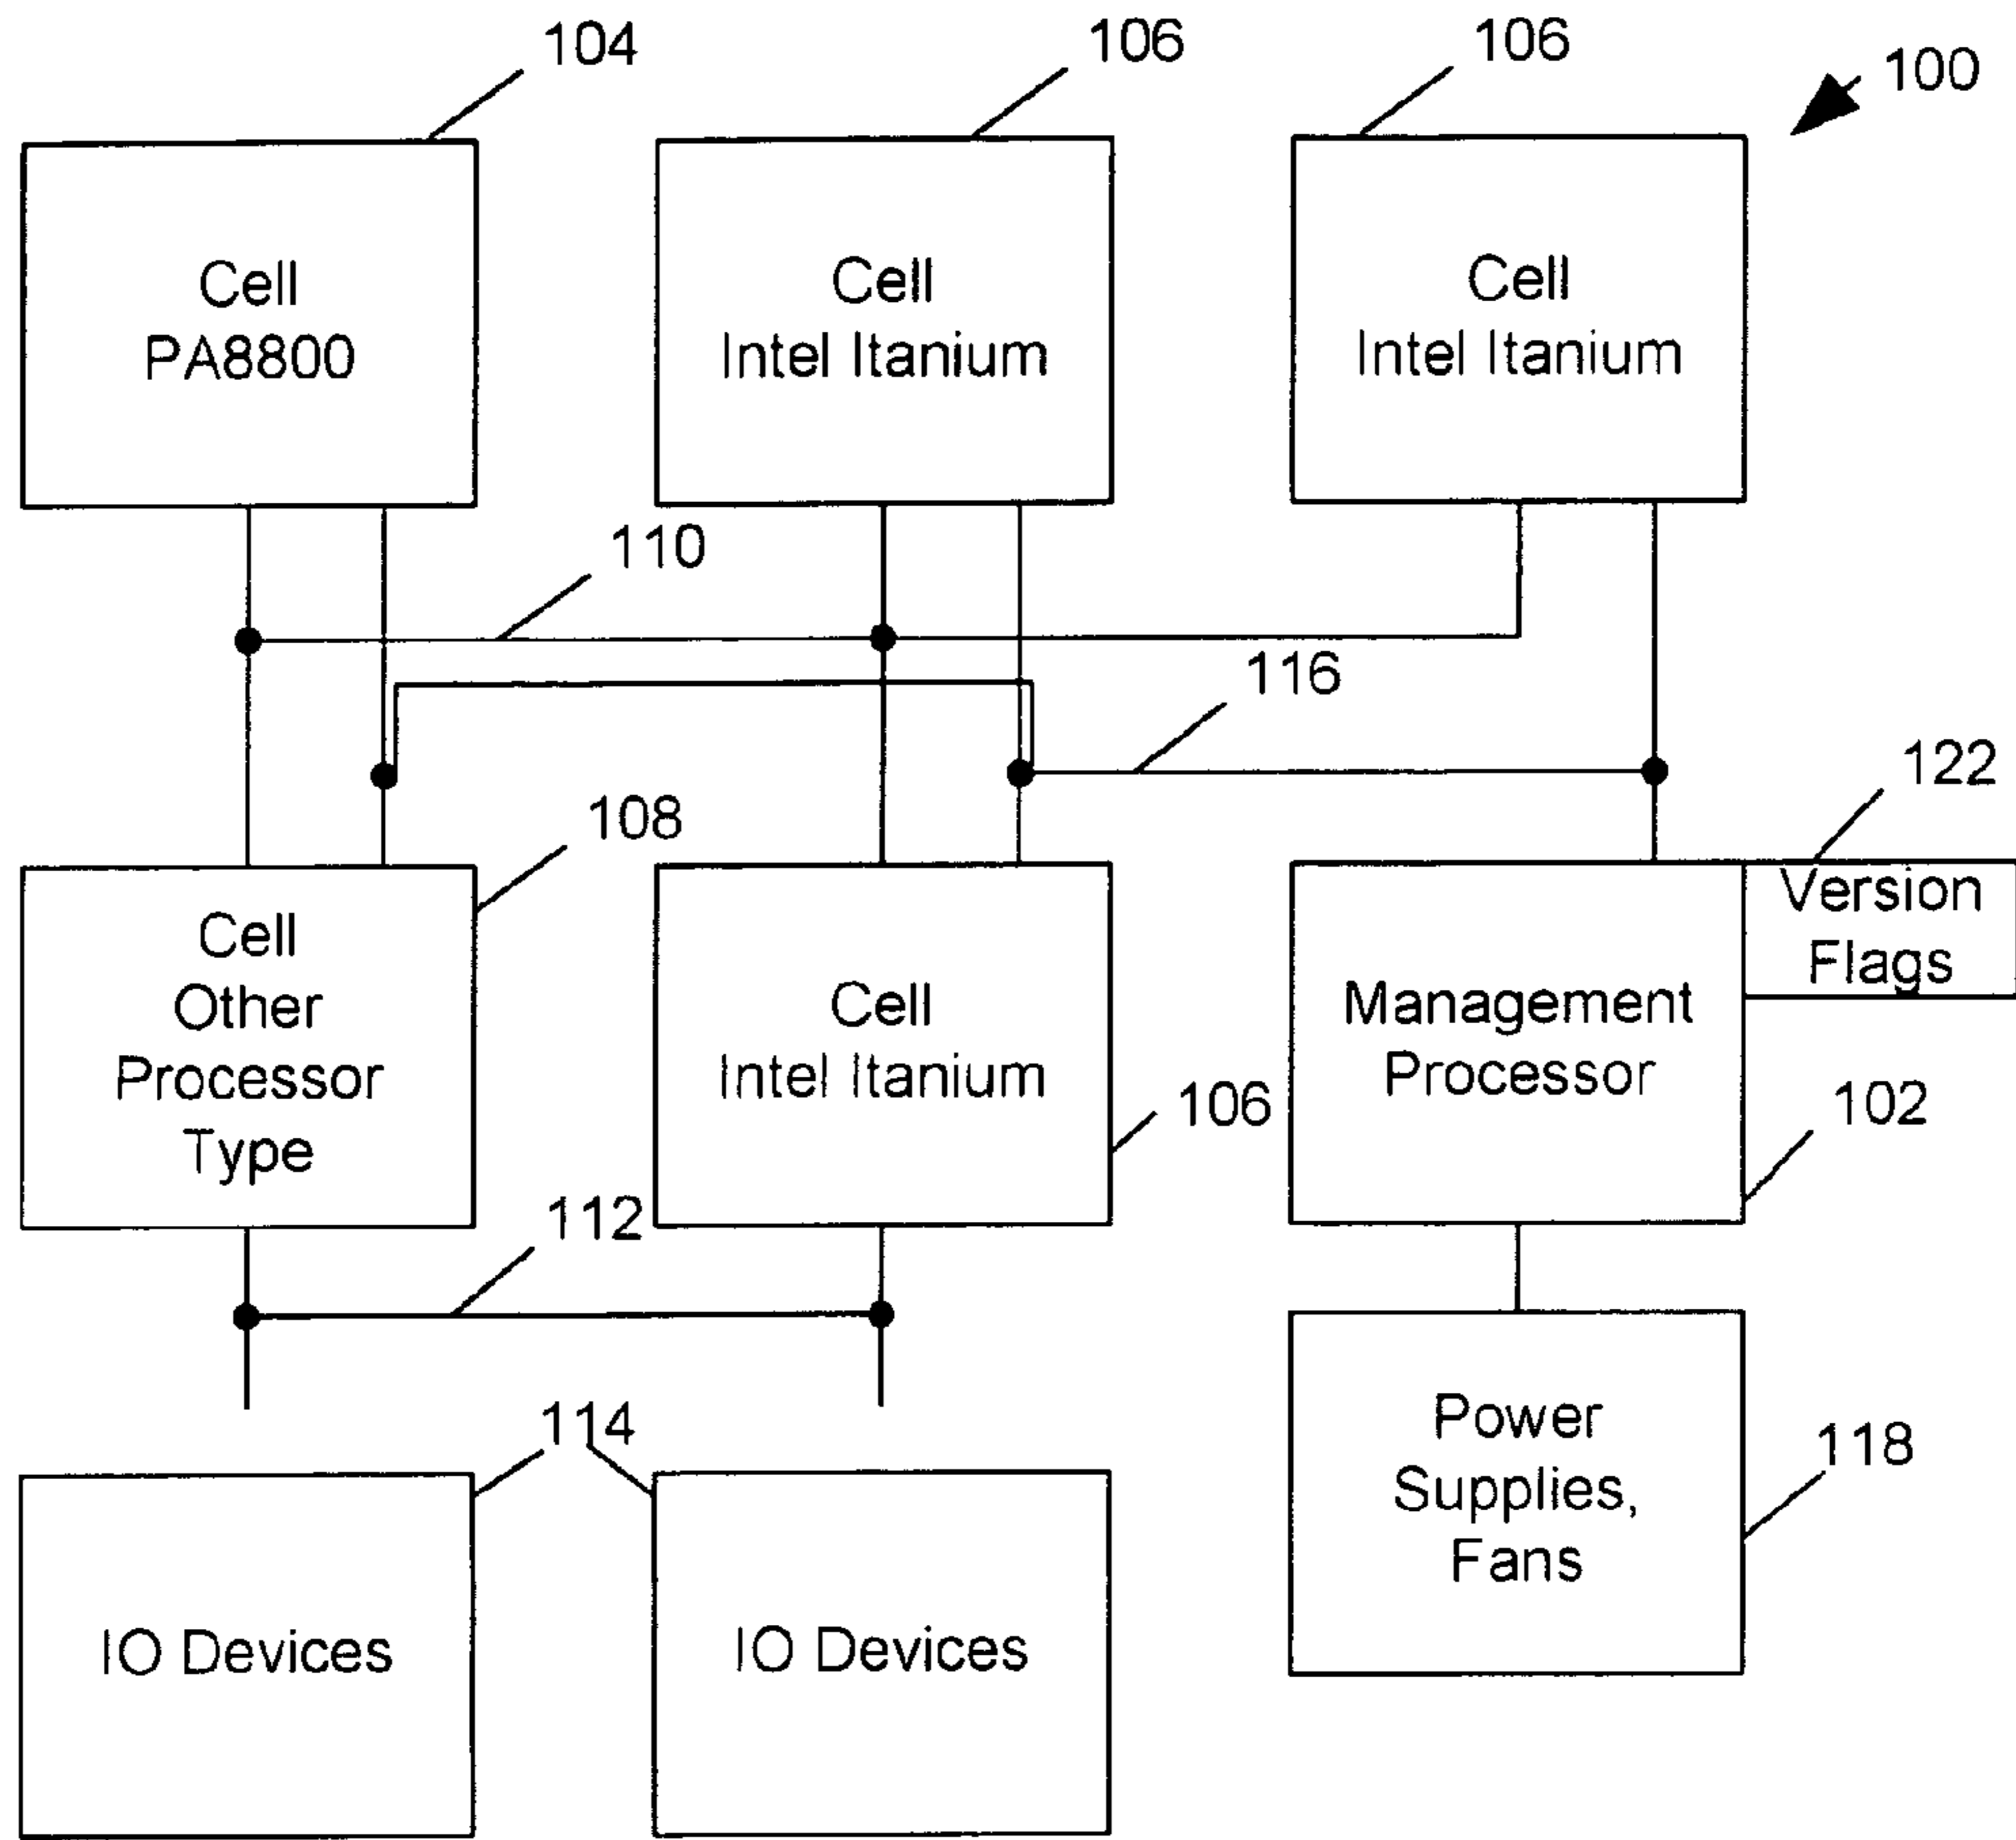 104
106
106
100
Cell
PA8800
Cell
Intel Itanium
Cell
Intel Itanium
110
116
122
108
Version
Flags
Cell
Other
Processor
Type
Cell
Intel Itanium
Management
Processor
106
102
112
114
Power
Supplies,
Fans
118
IO Devices
IO Devices